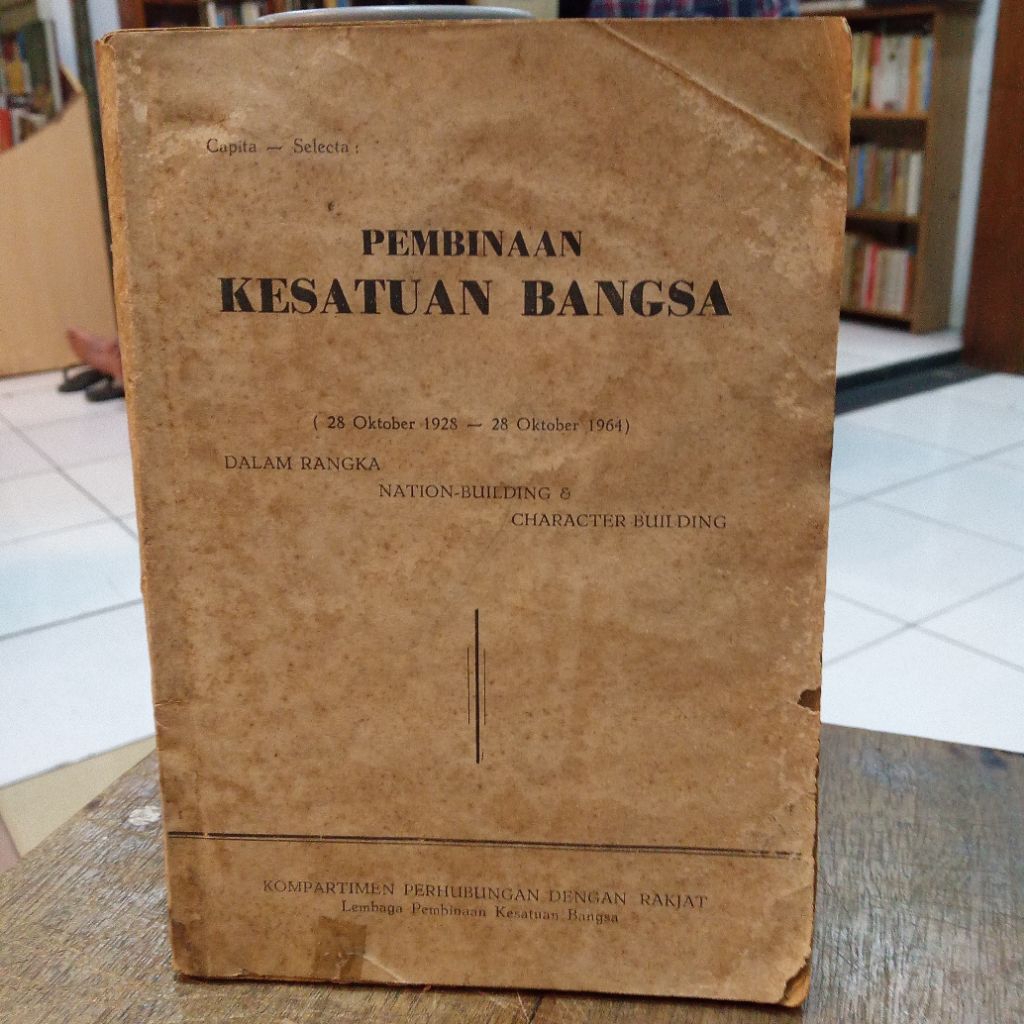 Capita — Selecta :
PEMBINAAN
KESATUAN BANGSA
( 28 Oktober 1928 — 28 Oktober 1964)
DALAM RANGKA
NATION-BUILDING &
CHARACTER BUILDING
KOMPARTIMEN PERHUBUNGAN DENGAN RAKJAT
Lembaga Pembinaan Kesatuan Bangsa